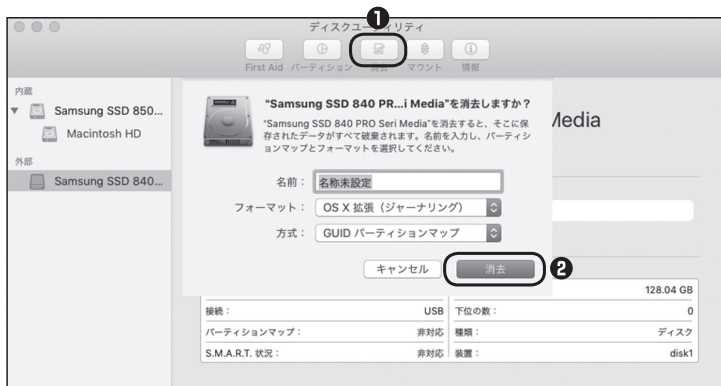 ディスクユーティリティ
❶
First Aid パーティション 消去 マウント 情報
内蔵
Samsung SSD 850...
Macintosh HD
外部
Samsung SSD 840...
Media
"Samsung SSD 840 PR...i Media"を消去しますか?
"Samsung SSD 840 PRO Seri Media"を消去すると、そこに保
存されたデータがすべて破棄されます。名前を入力し、パーティシ
ョンマップとフォーマットを選択してください。
名前: 名称未設定
フォーマット: OS X 拡張(ジャーナリング)
方式: GUID パーティションマップ
キャンセル 消去 ❷
128.04 GB
接続: USB 下位の数: 0
パーティションマップ: 非対応 種類: ディスク
S.M.A.R.T. 状況: 非対応 装置: disk1